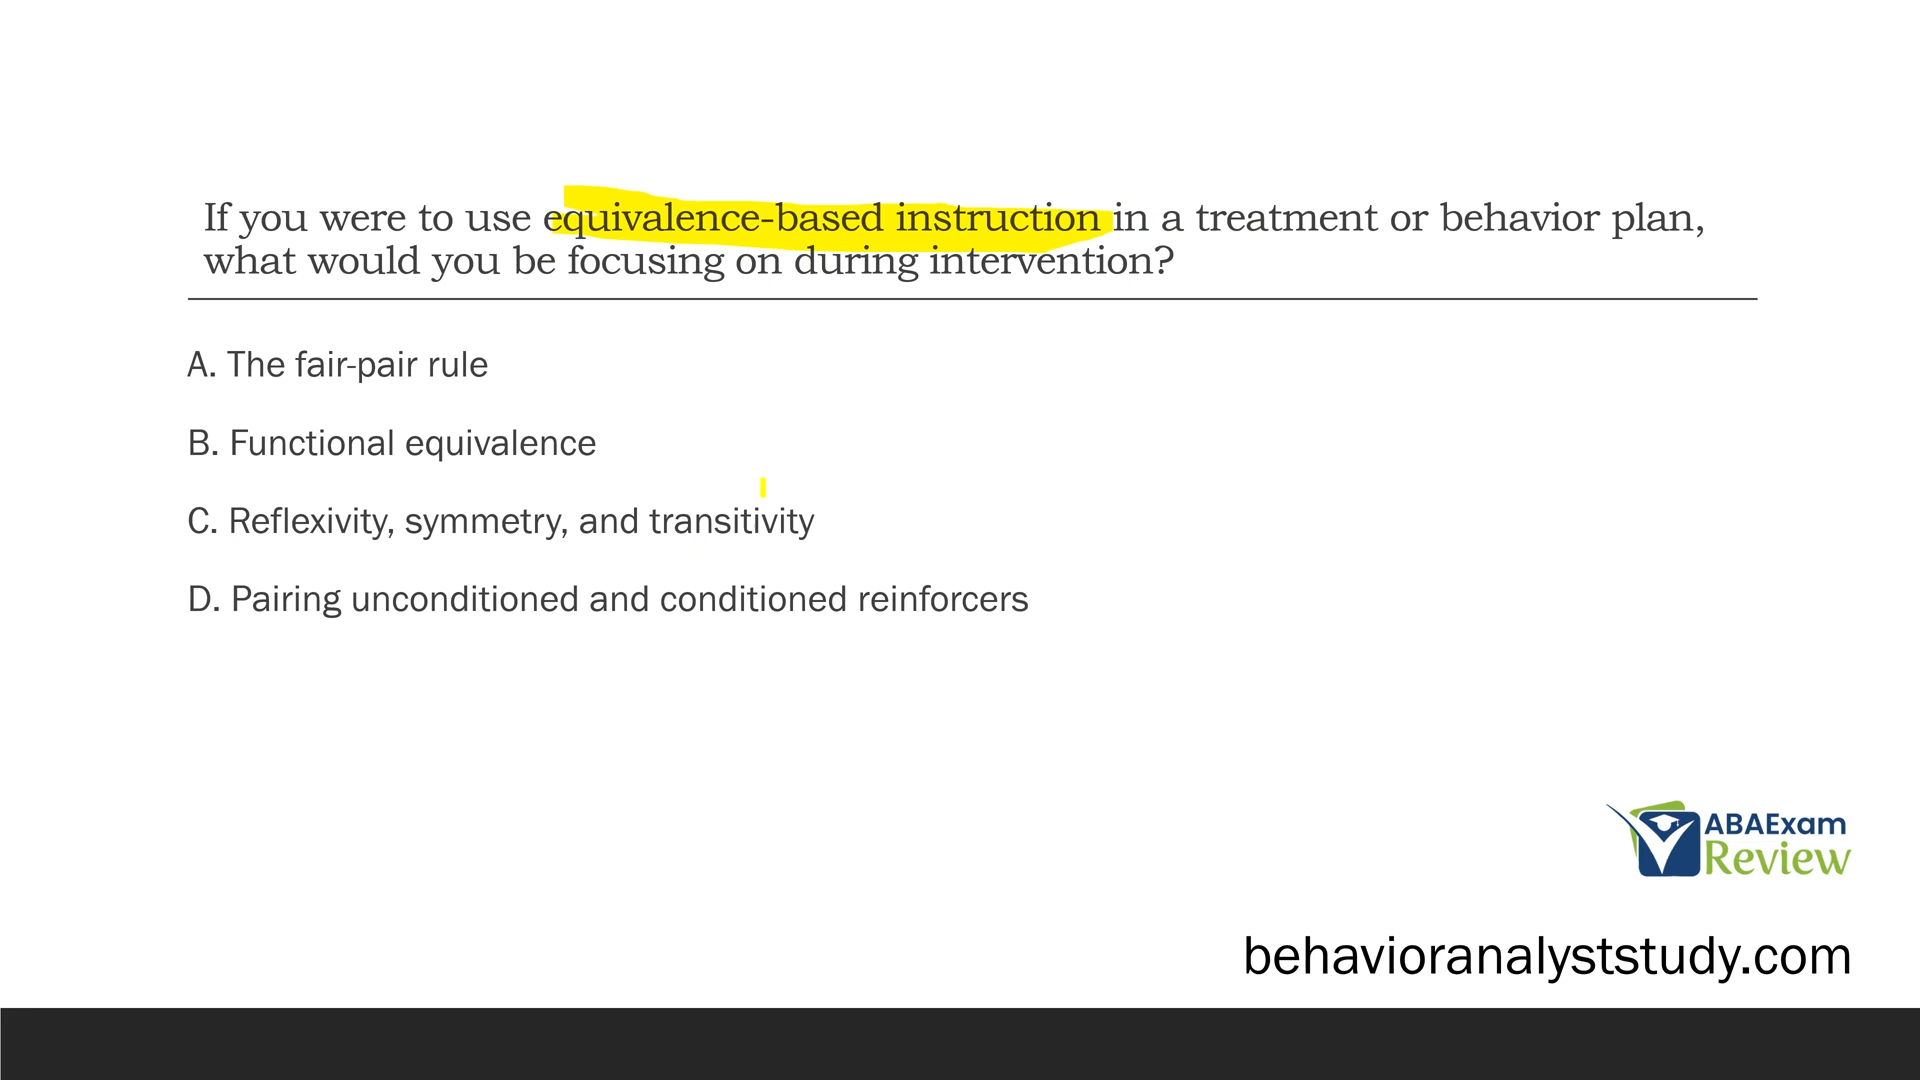 If you were to use equivalence-based instruction in a treatment or behavior plan,
what would you be focusing on during intervention?
A. The fair-pair rule
B. Functional equivalence
C. Reflexivity, symmetry, and transitivity
D. Pairing unconditioned and conditioned reinforcers
ABAExam
Review
behavioranalyststudy.com